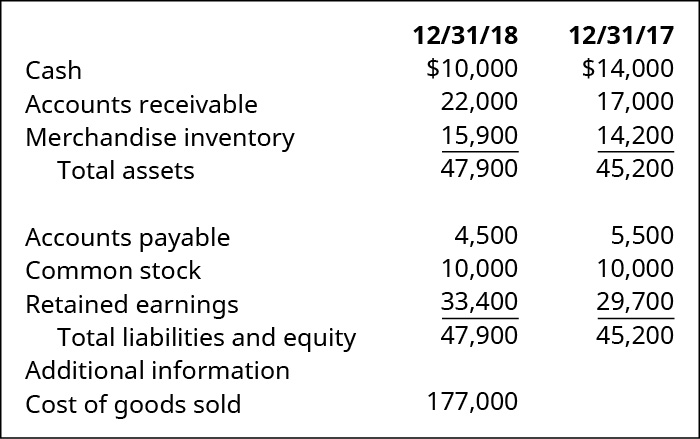 12/31/18 12/31/17
Cash $10,000 $14,000
Accounts receivable 22,000 17,000
Merchandise inventory 15,900 14,200
Total assets 47,900 45,200
Accounts payable 4,500 5,500
Common stock 10,000 10,000
Retained earnings 33,400 29,700
Total liabilities and equity 47,900 45,200
Additional information
Cost of goods sold 177,000